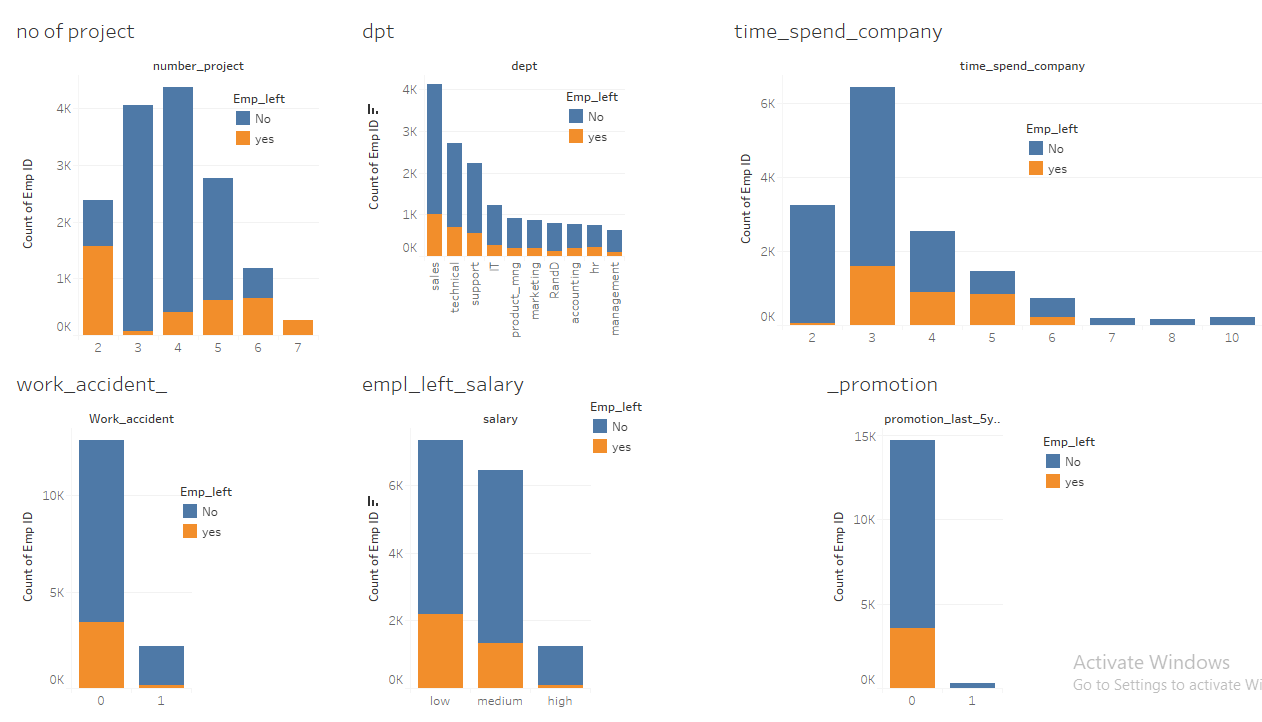 no of project
number_project
Emp_left
No
yes
Count of Emp ID
4K
3K
2K
1K
0K
2 3 4 5 6 7
dpt
dept
Emp_left
No
yes
Count of Emp ID
4K
3K
2K
1K
0K
sales technical support IT product_mng marketing RandD accounting hr management
time_spend_company
time_spend_company
Emp_left
No
yes
Count of Emp ID
6K
4K
2K
0K
2 3 4 5 6 7 8 10
work_accident_
Work_accident
Emp_left
No
yes
Count of Emp ID
10K
5K
0K
0 1
empl_left_salary
salary
Emp_left
No
yes
Count of Emp ID
6K
4K
2K
0K
low medium high
_promotion
promotion_last_5y..
Emp_left
No
yes
Count of Emp ID
15K
10K
5K
0K
0 1
Activate Windows
Go to Settings to activate Wi